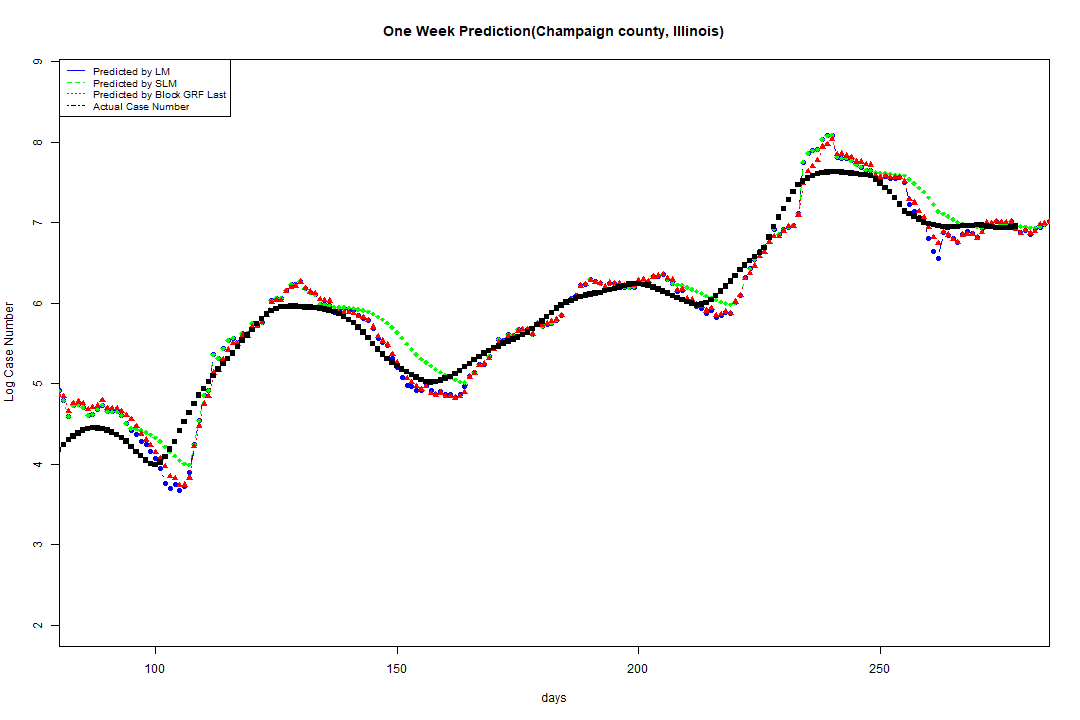 One Week Prediction(Champaign county, Illinois)
Predicted by LM
Predicted by SLM
Predicted by Block GRF Last
Actual Case Number
9
8
7
6
5
4
3
2
Log Case Number
100 150 200 250
days